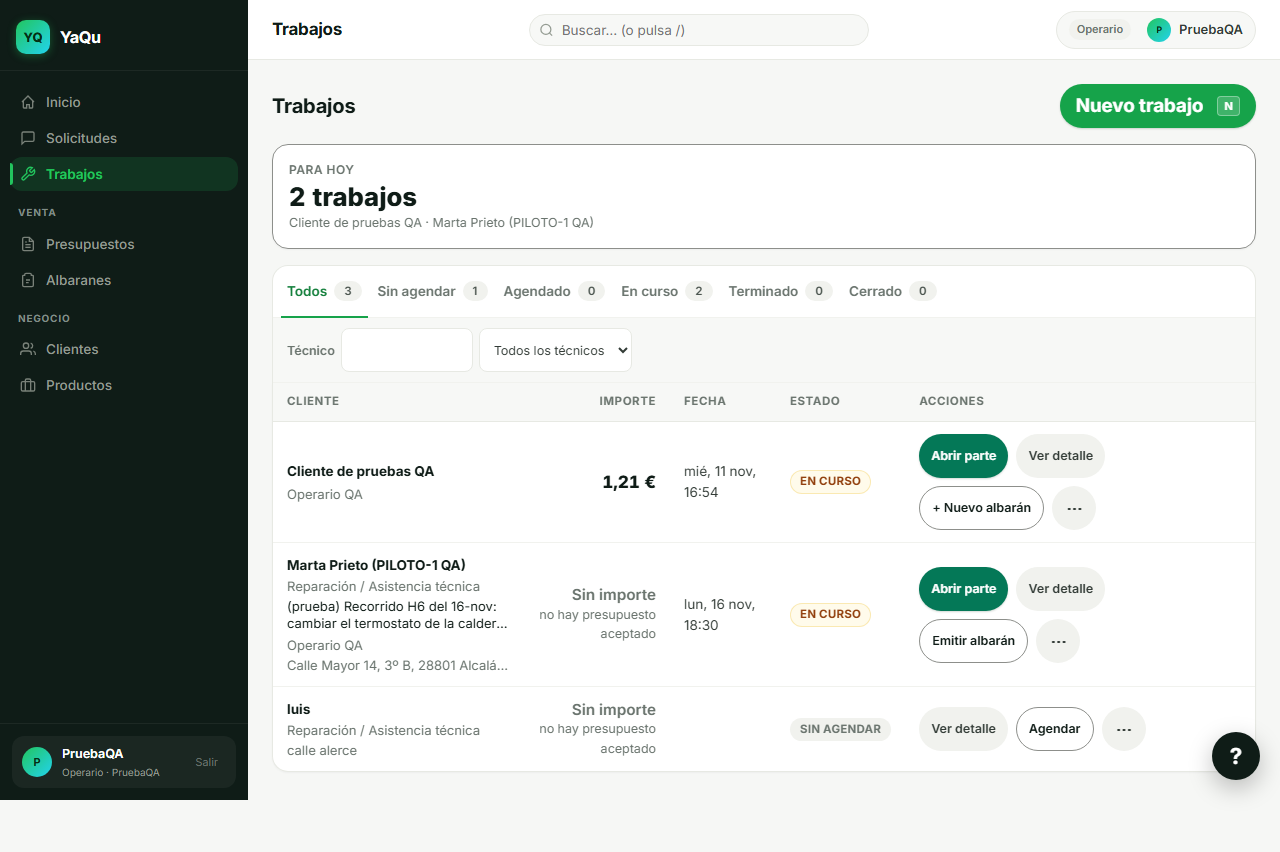 YQ YaQu
Inicio
Solicitudes
Trabajos
VENTA
Presupuestos
Albaranes
NEGOCIO
Clientes
Productos
P PruebaQA
Operario · PruebaQA
Salir
Trabajos
Buscar... (o pulsa /)
Operario P PruebaQA
Trabajos
Nuevo trabajo N
PARA HOY
2 trabajos
Cliente de pruebas QA · Marta Prieto (PILOTO-1 QA)
Todos 3 Sin agendar 1 Agendado 0 En curso 2 Terminado 0 Cerrado 0
Técnico Todos los técnicos
CLIENTE IMPORTE FECHA ESTADO ACCIONES
Cliente de pruebas QA
Operario QA
1,21 €
mié, 11 nov,
16:54
EN CURSO
Abrir parte Ver detalle
+ Nuevo albarán ...
Marta Prieto (PILOTO-1 QA)
Reparación / Asistencia técnica
(prueba) Recorrido H6 del 16-nov:
cambiar el termostato de la calder...
Operario QA
Calle Mayor 14, 3º B, 28801 Alcalá...
Sin importe
no hay presupuesto
aceptado
lun, 16 nov,
18:30
EN CURSO
Abrir parte Ver detalle
Emitir albarán ...
luis
Reparación / Asistencia técnica
calle alerce
Sin importe
no hay presupuesto
aceptado
SIN AGENDAR
Ver detalle Agendar ...
?